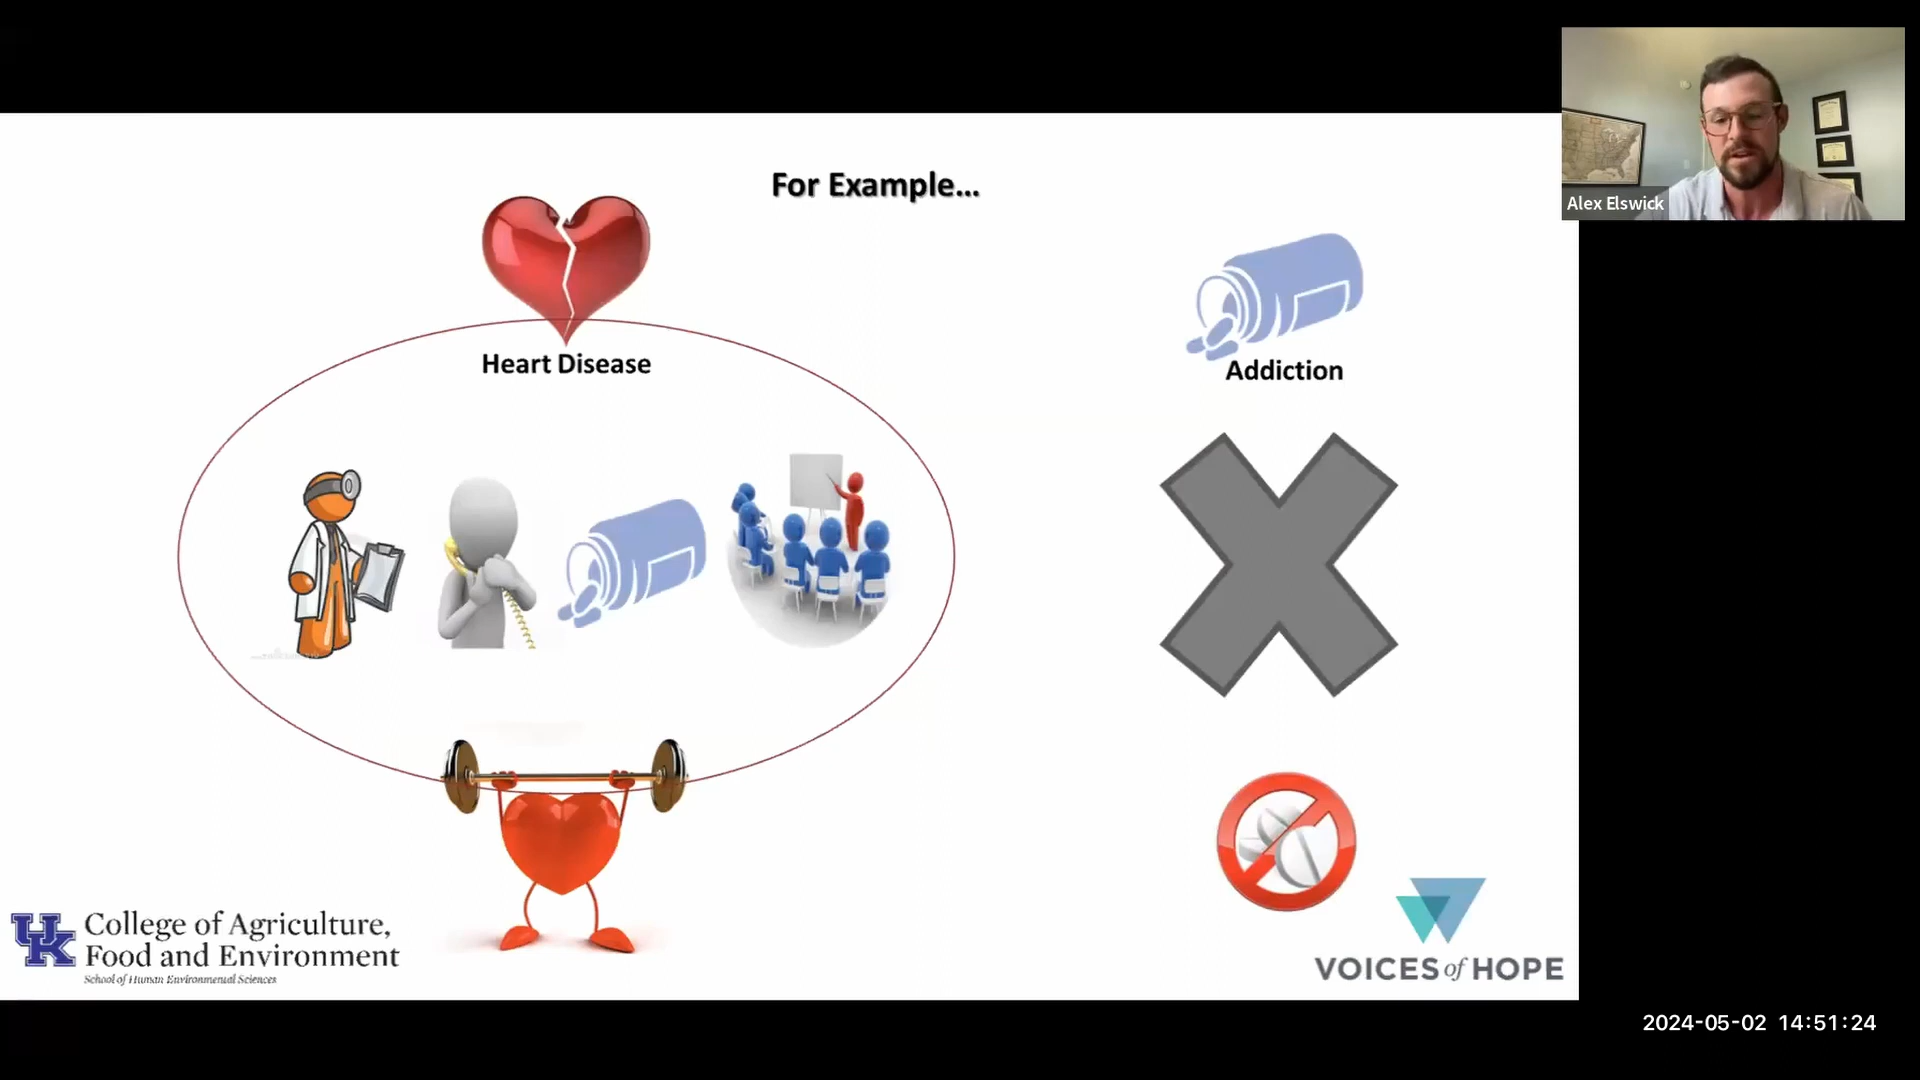 For Example...
Alex Elswick
Heart Disease
Addiction
UK
College of Agriculture,
Food and Environment
School of Human Environmental Sciences
VOICES of HOPE
2024-05-02 14:51:24